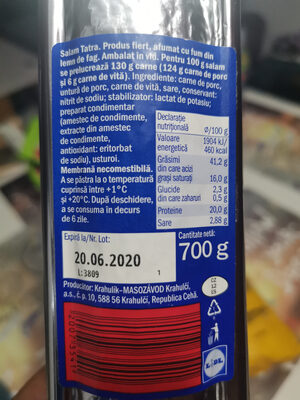 Salam Tatra. Produs fiert, afumat cu fum din
lemn de fag. Ambalat în vid. Pentru 100g salam
se prelucrează 130 g carne (124 g carne de porc
și 6 g carne de vită). Ingrediente: carne de porc,
untură de porc, carne de vită, sare, conservant:
nitrit de sodiu; stabilizator: lactat de potasiu;
preparat condimentar
(amestec de condimente,
extracte din amestec
de condimente,
antioxidant: eritorbat
de sodiu), usturoi.
Membrană necomestibilă.
A se păstra la o temperatură
cuprinsă între +1°C
și +20°C. După deschidere,
a se consuma în decurs
de 6 zile.
Declarație
nutrițională ø/100 g
Valoare 1904 kJ/
energetică 460 kcal
Grăsimi 41,2 g
din care acizi
grași saturați 16,0 g
Glucide 2,3 g
din care zaharuri 0,5 g
Proteine 20,0 g
Sare 2,88 g
Expiră la/Nr. Lot:
20.06.2020
L:3809 1
Cantitate netă:
700 g
Producător: Krahulík-MASOZÁVOD Krahulčí,
a.s., č.p. 10, 588 56 Krahulčí, Republica Cehă.
CZ
12
ES
LIDL